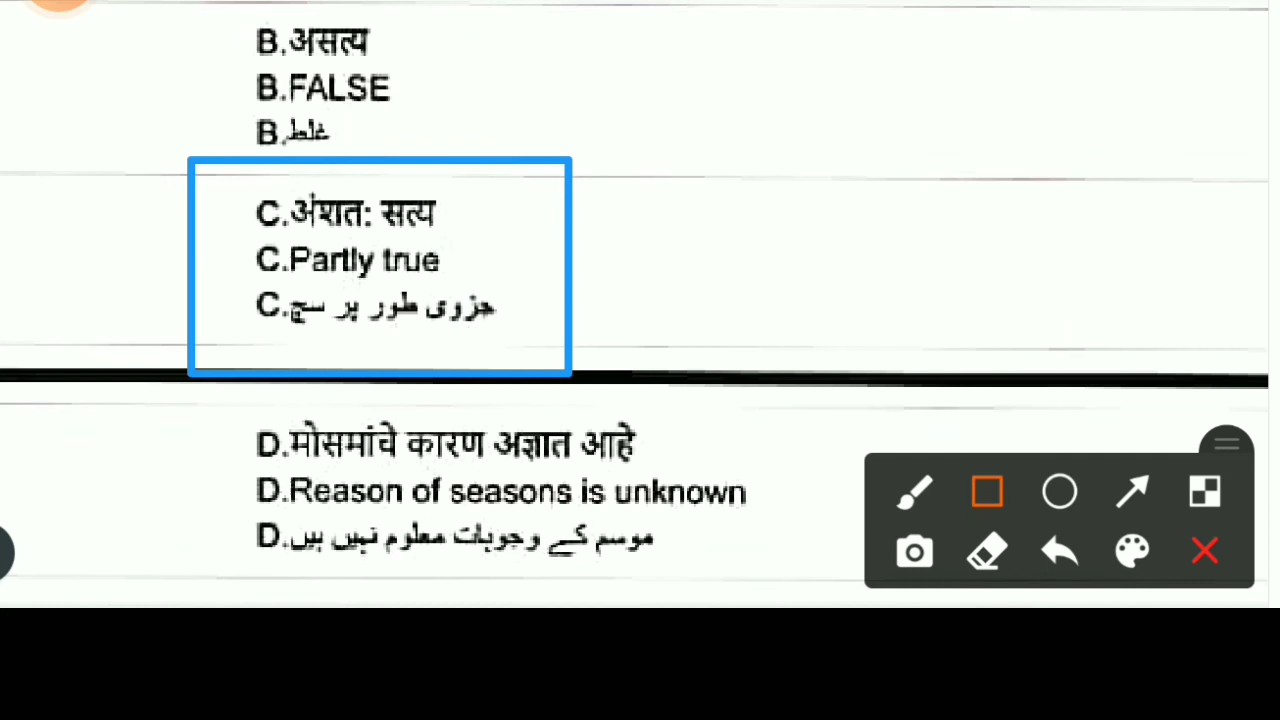 B.असत्य
B.FALSE
B.غلط
C.अंशत: सत्य
C.Partly true
C.جزوی طور پر سچ
D.मोसमांचे कारण अज्ञात आहे
D.Reason of seasons is unknown
D.موسم کے وجوہات معلوم نہیں ہیں